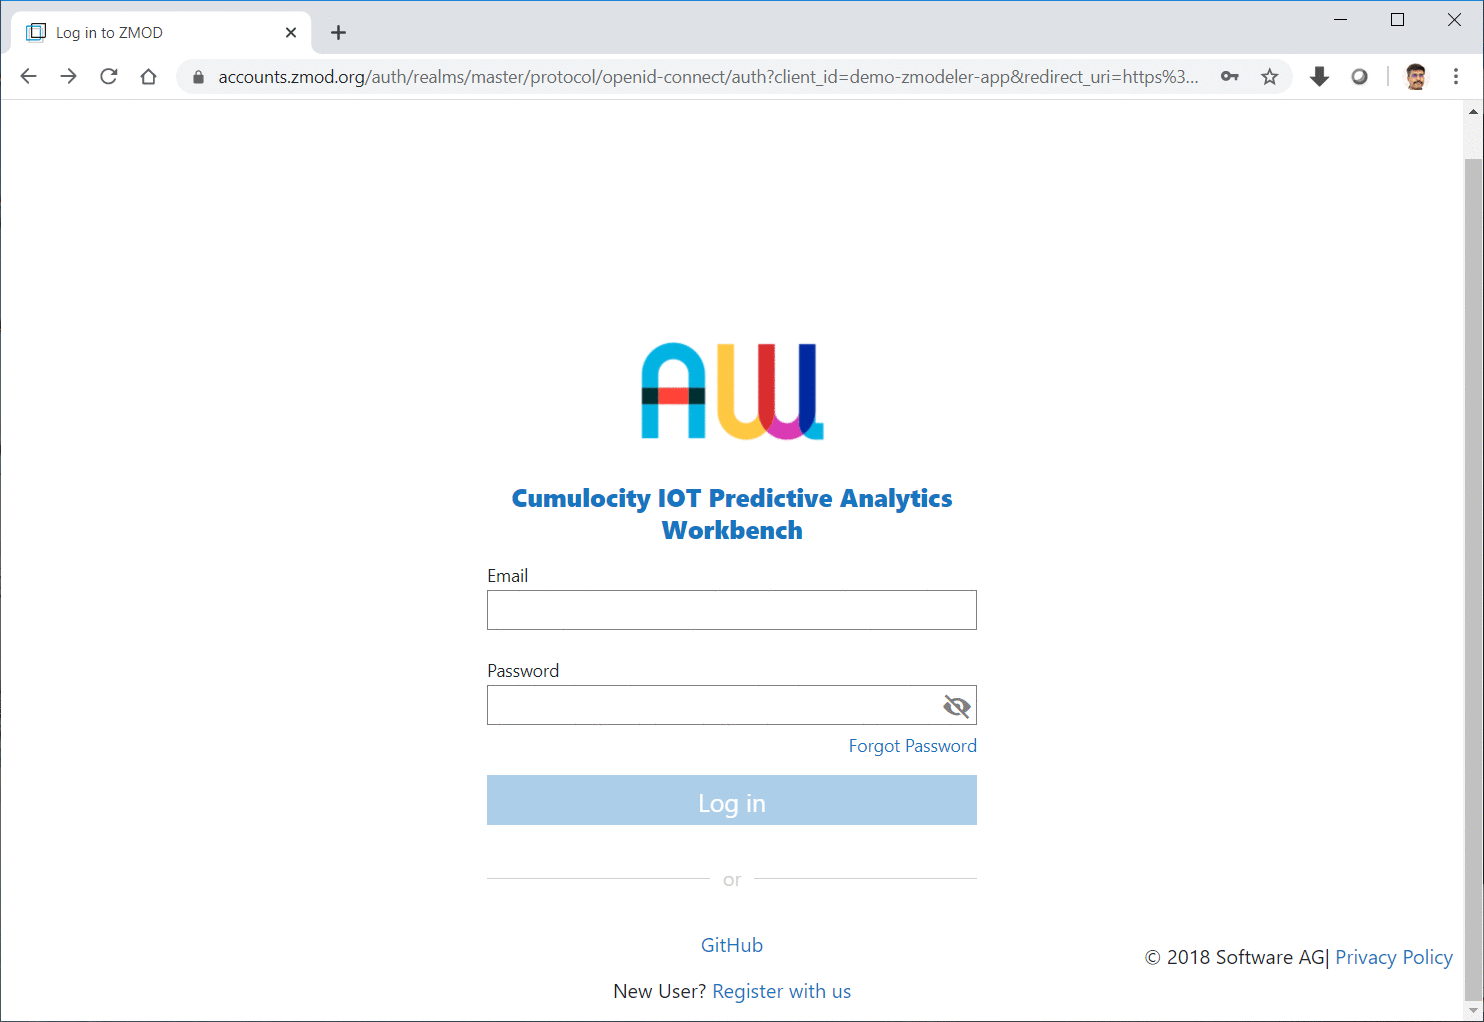 Log in to ZMOD
accounts.zmod.org/auth/realms/master/protocol/openid-connect/auth?client_id=demo-zmodeler-app&redirect_uri=https%3...
AW
Cumulocity IOT Predictive Analytics
Workbench
Email
Password
Forgot Password
Log in
or
GitHub
© 2018 Software AG| Privacy Policy
New User? Register with us